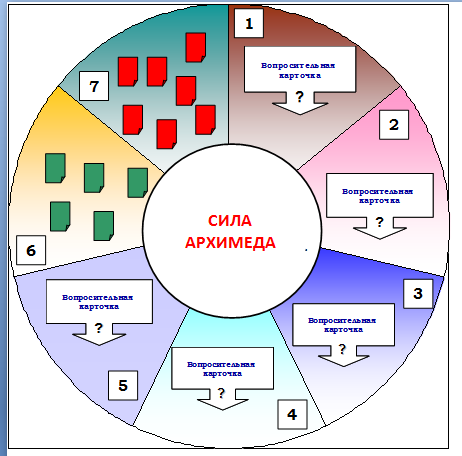 1
Вопросительная
карточка
?
2
Вопросительная
карточка
?
3
Вопросительная
карточка
?
4
Вопросительная
карточка
?
5
Вопросительная
карточка
?
6
7
СИЛА
АРХИМЕДА